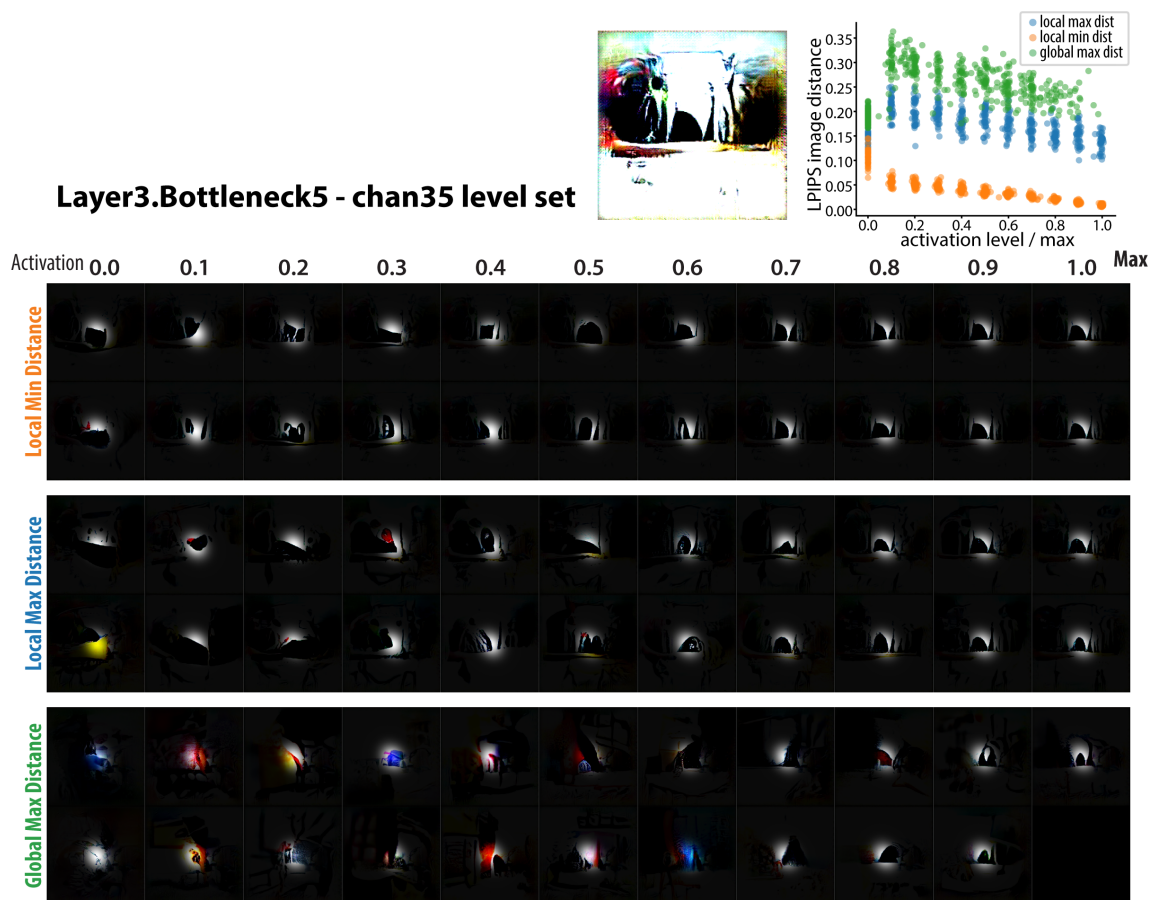 local max dist
local min dist
global max dist
LPIPS image distance
0.35
0.30
0.25
0.20
0.15
0.10
0.05
0.00
0.0 0.2 0.4 0.6 0.8 1.0
activation level / max
Layer3.Bottleneck5 - chan35 level set
Activation 0.0 0.1 0.2 0.3 0.4 0.5 0.6 0.7 0.8 0.9 1.0 Max
Local Min Distance
Local Max Distance
Global Max Distance